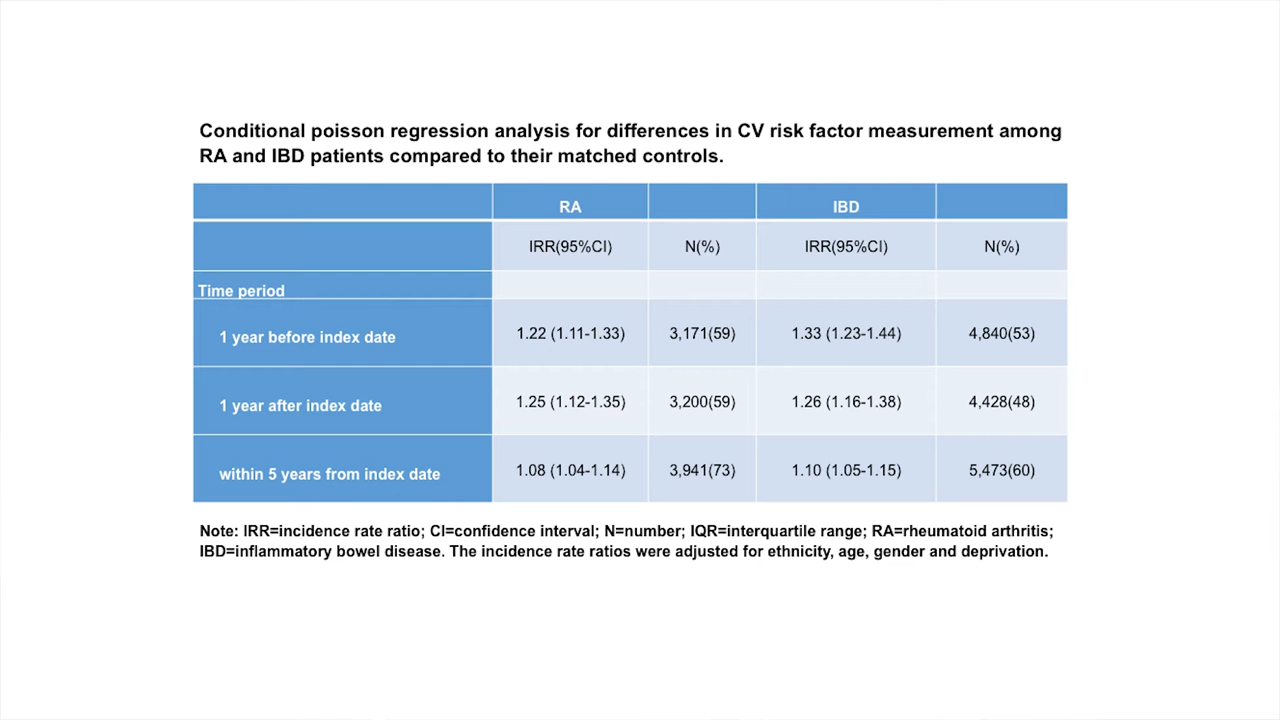 Conditional poisson regression analysis for differences in CV risk factor measurement among
RA and IBD patients compared to their matched controls.
RA IBD
IRR(95%CI) N(%) IRR(95%CI) N(%)
Time period
1 year before index date 1.22 (1.11-1.33) 3,171(59) 1.33 (1.23-1.44) 4,840(53)
1 year after index date 1.25 (1.12-1.35) 3,200(59) 1.26 (1.16-1.38) 4,428(48)
within 5 years from index date 1.08 (1.04-1.14) 3,941(73) 1.10 (1.05-1.15) 5,473(60)
Note: IRR=incidence rate ratio; CI=confidence interval; N=number; IQR=interquartile range; RA=rheumatoid arthritis;
IBD=inflammatory bowel disease. The incidence rate ratios were adjusted for ethnicity, age, gender and deprivation.